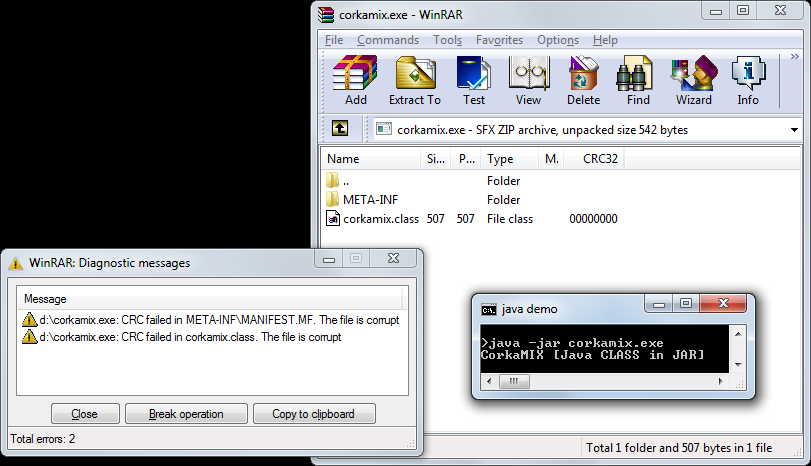 corkamix.exe - WinRAR
File Commands Tools Favorites Options Help
Add Extract To Test View Delete Find Wizard Info
»
corkamix.exe - SFX ZIP archive, unpacked size 542 bytes
Name Si... P... Type M. CRC32
.. Folder
META-INF Folder
corkamix.class 507 507 File class 00000000
WinRAR: Diagnostic messages
Message
d:\corkamix.exe: CRC failed in META-INF\MANIFEST.MF. The file is corrupt
d:\corkamix.exe: CRC failed in corkamix.class. The file is corrupt
Close Break operation Copy to clipboard
Total errors: 2
C:\. java demo
>java -jar corkamix.exe
CorkaMIX [Java CLASS in JAR]
Total 1 folder and 507 bytes in 1 file